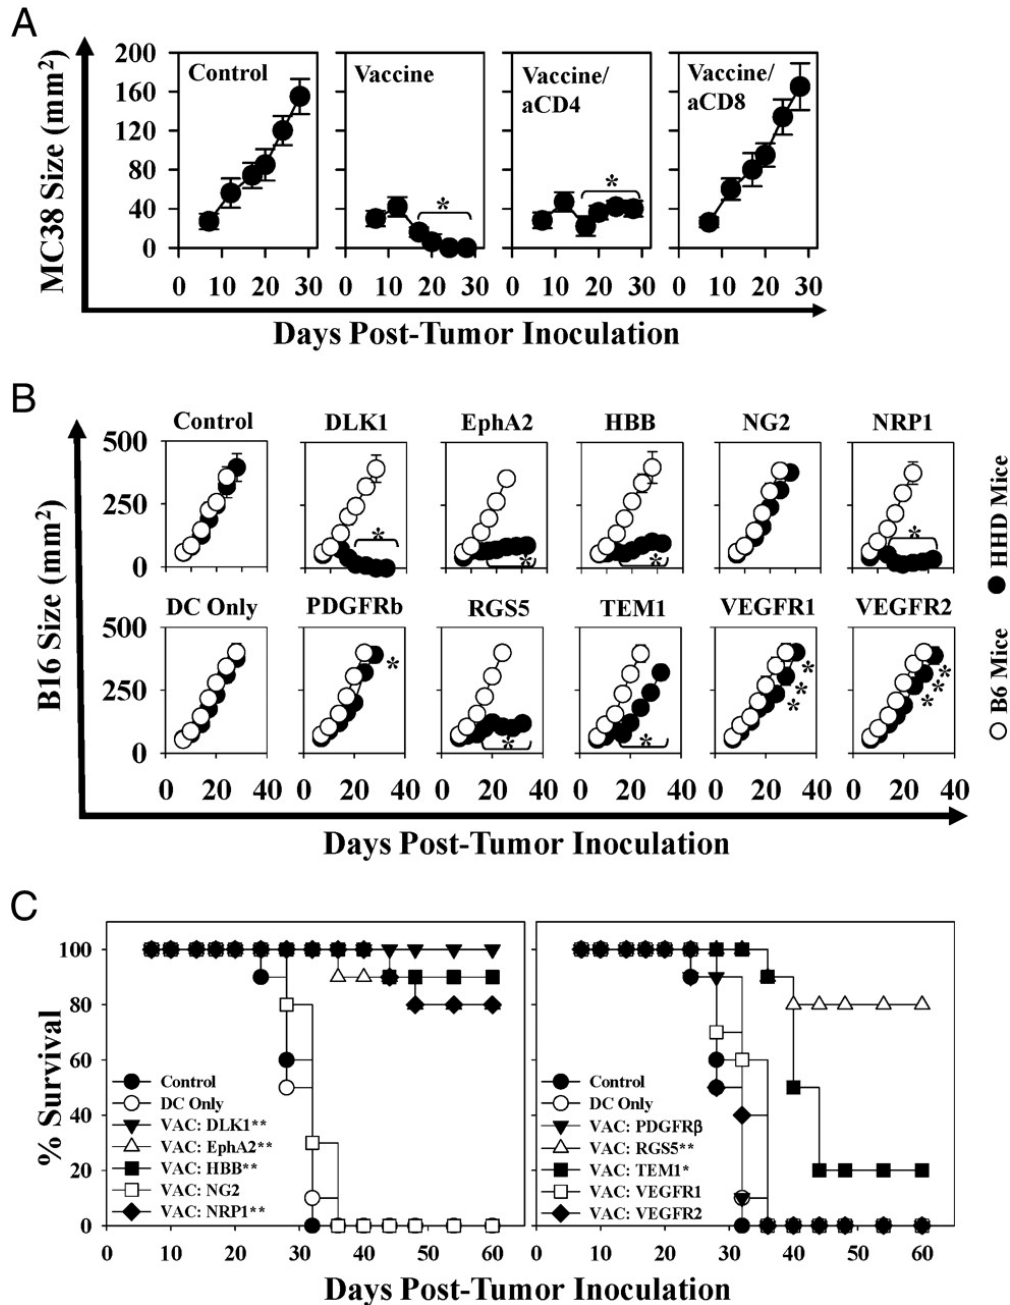 A
MC38 Size (mm²)
200
160
120
80
40
0
Control
Vaccine
Vaccine/
aCD4
Vaccine/
aCD8
*
*
0 10 20 30
0 10 20 30
0 10 20 30
0 10 20 30
Days Post-Tumor Inoculation
B
B16 Size (mm²)
Control
DLK1
EphA2
HBB
NG2
NRP1
500
250
0
*
*
*
*
DC Only
PDGFRb
RGS5
TEM1
VEGFR1
VEGFR2
500
250
0
*
*
*
*
*
*
*
*
*
0 20 40
0 20 40
0 20 40
0 20 40
0 20 40
0 20 40
Days Post-Tumor Inoculation
HHD Mice
B6 Mice
C
% Survival
100
80
60
40
20
0
Control
DC Only
VAC: DLK1**
VAC: EphA2**
VAC: HBB**
VAC: NG2
VAC: NRP1**
0 10 20 30 40 50 60
Control
DC Only
VAC: PDGFRβ
VAC: RGS5**
VAC: TEM1*
VAC: VEGFR1
VAC: VEGFR2
0 10 20 30 40 50 60
Days Post-Tumor Inoculation